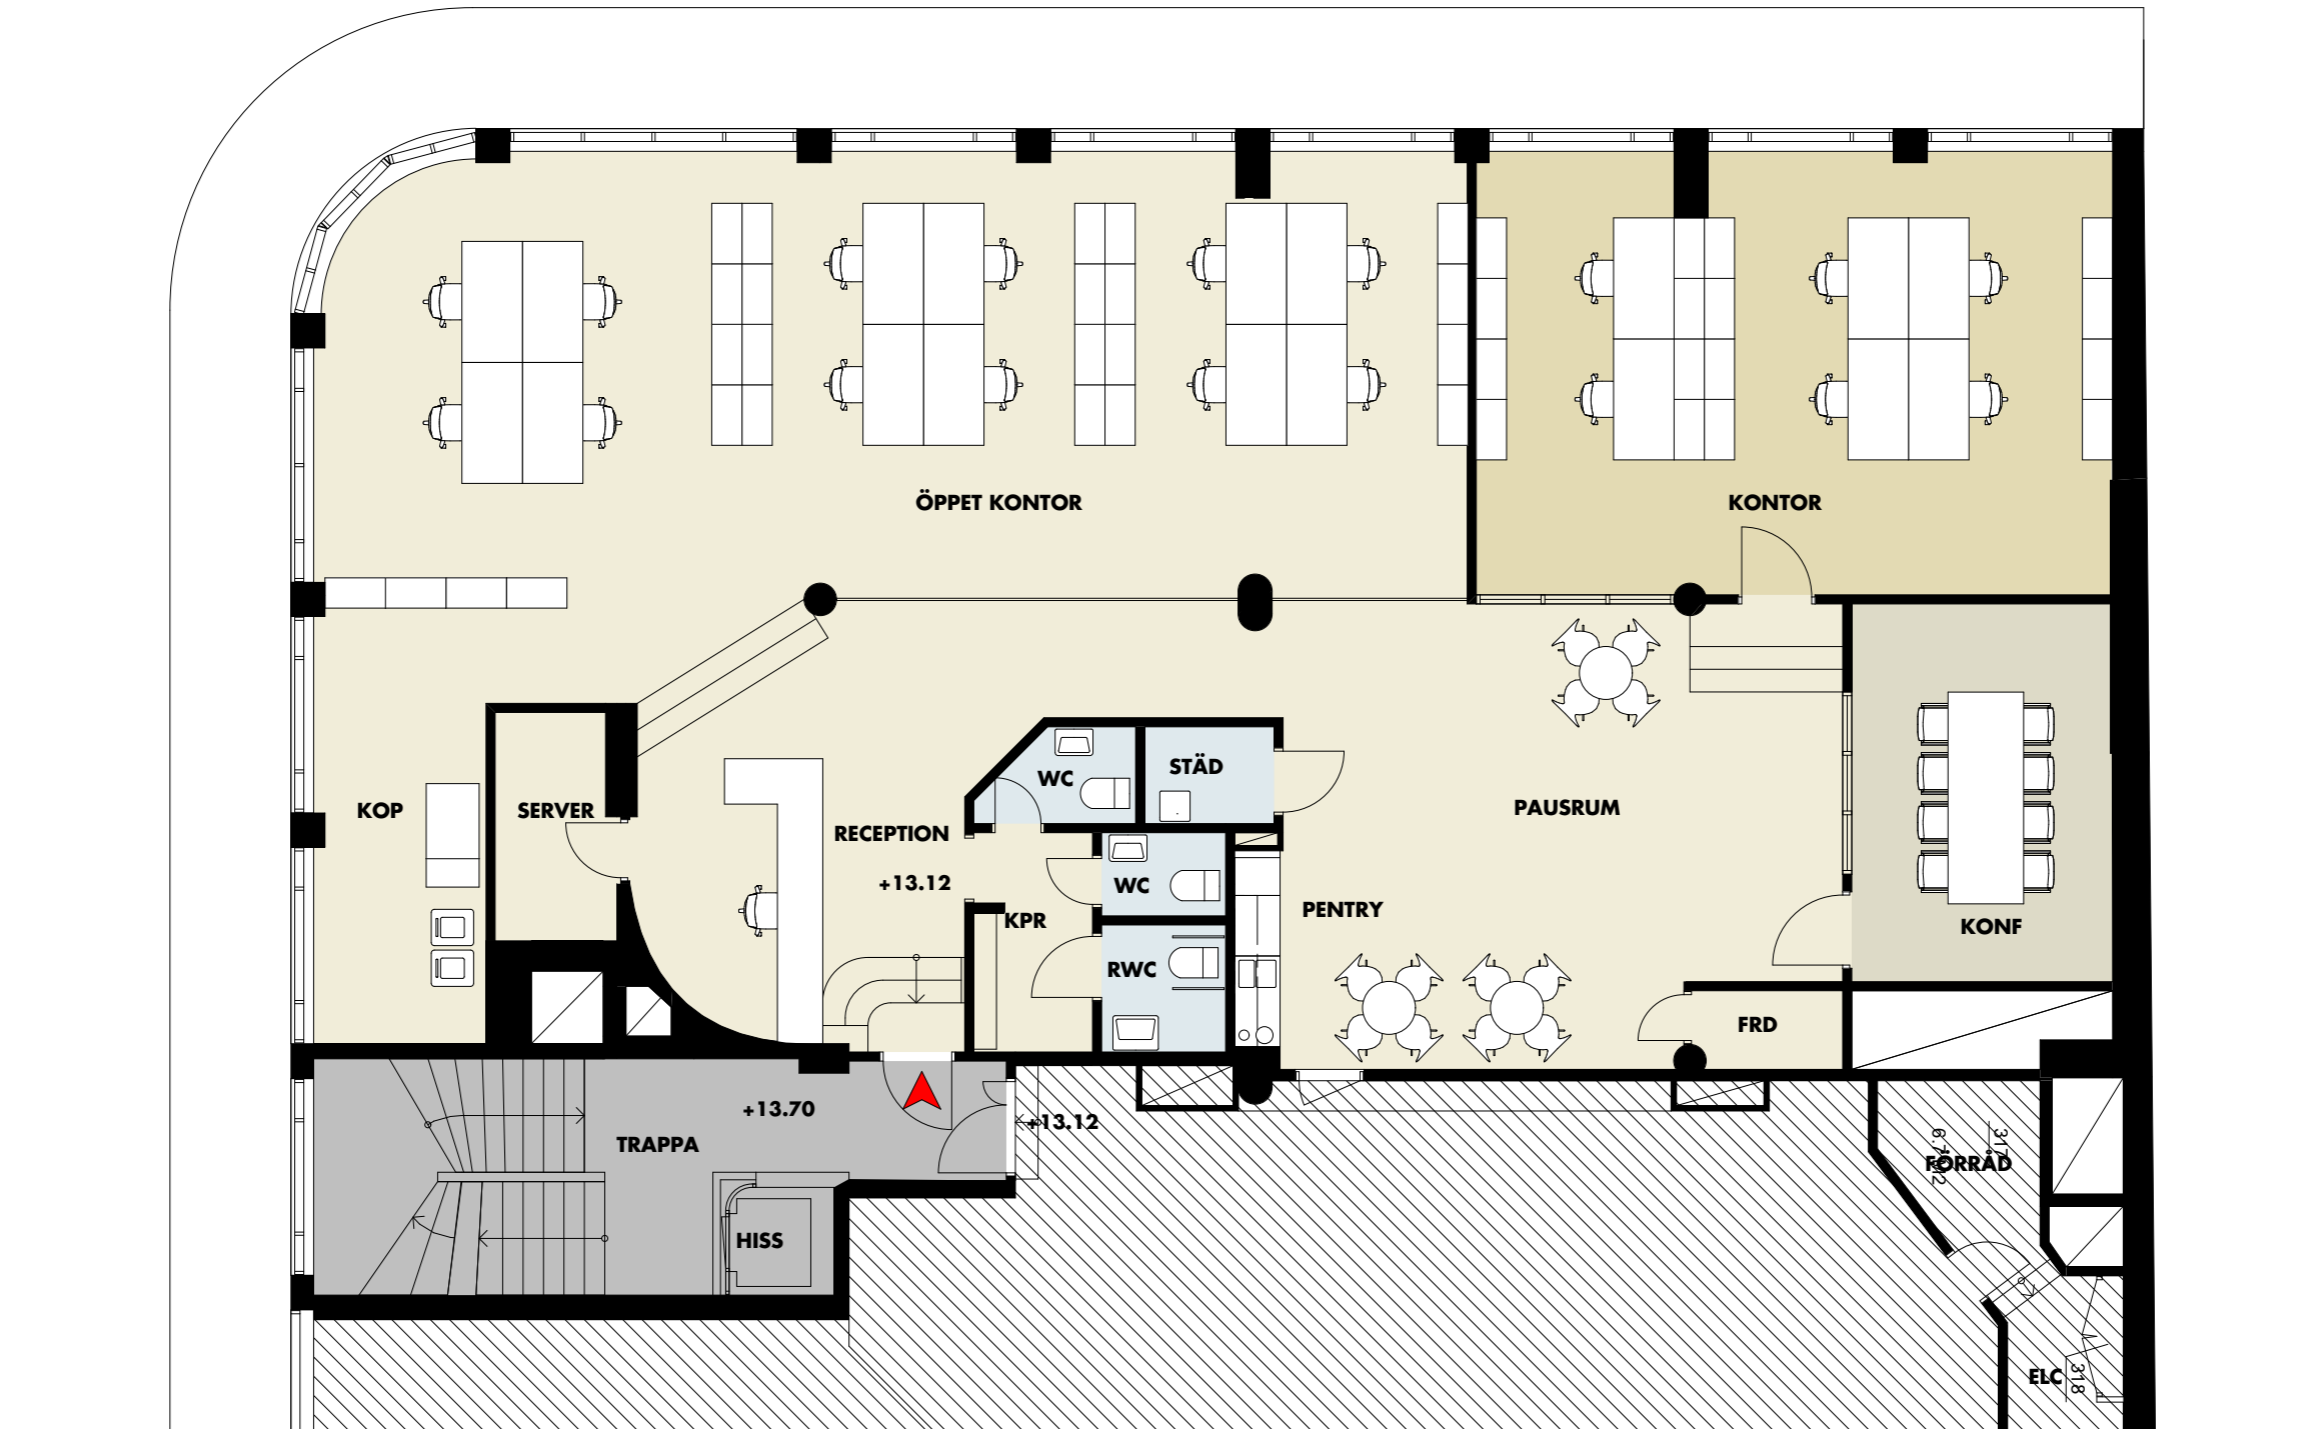 ÖPPET KONTOR
KONTOR
KOP
SERVER
RECEPTION
+13.12
WC
STÄD
WC
KPR
RWC
PENTRY
PAUSRUM
KONF
FRD
TRAPPA
+13.70
+13.12
HISS
FÖRRÅD
317
ELC
318